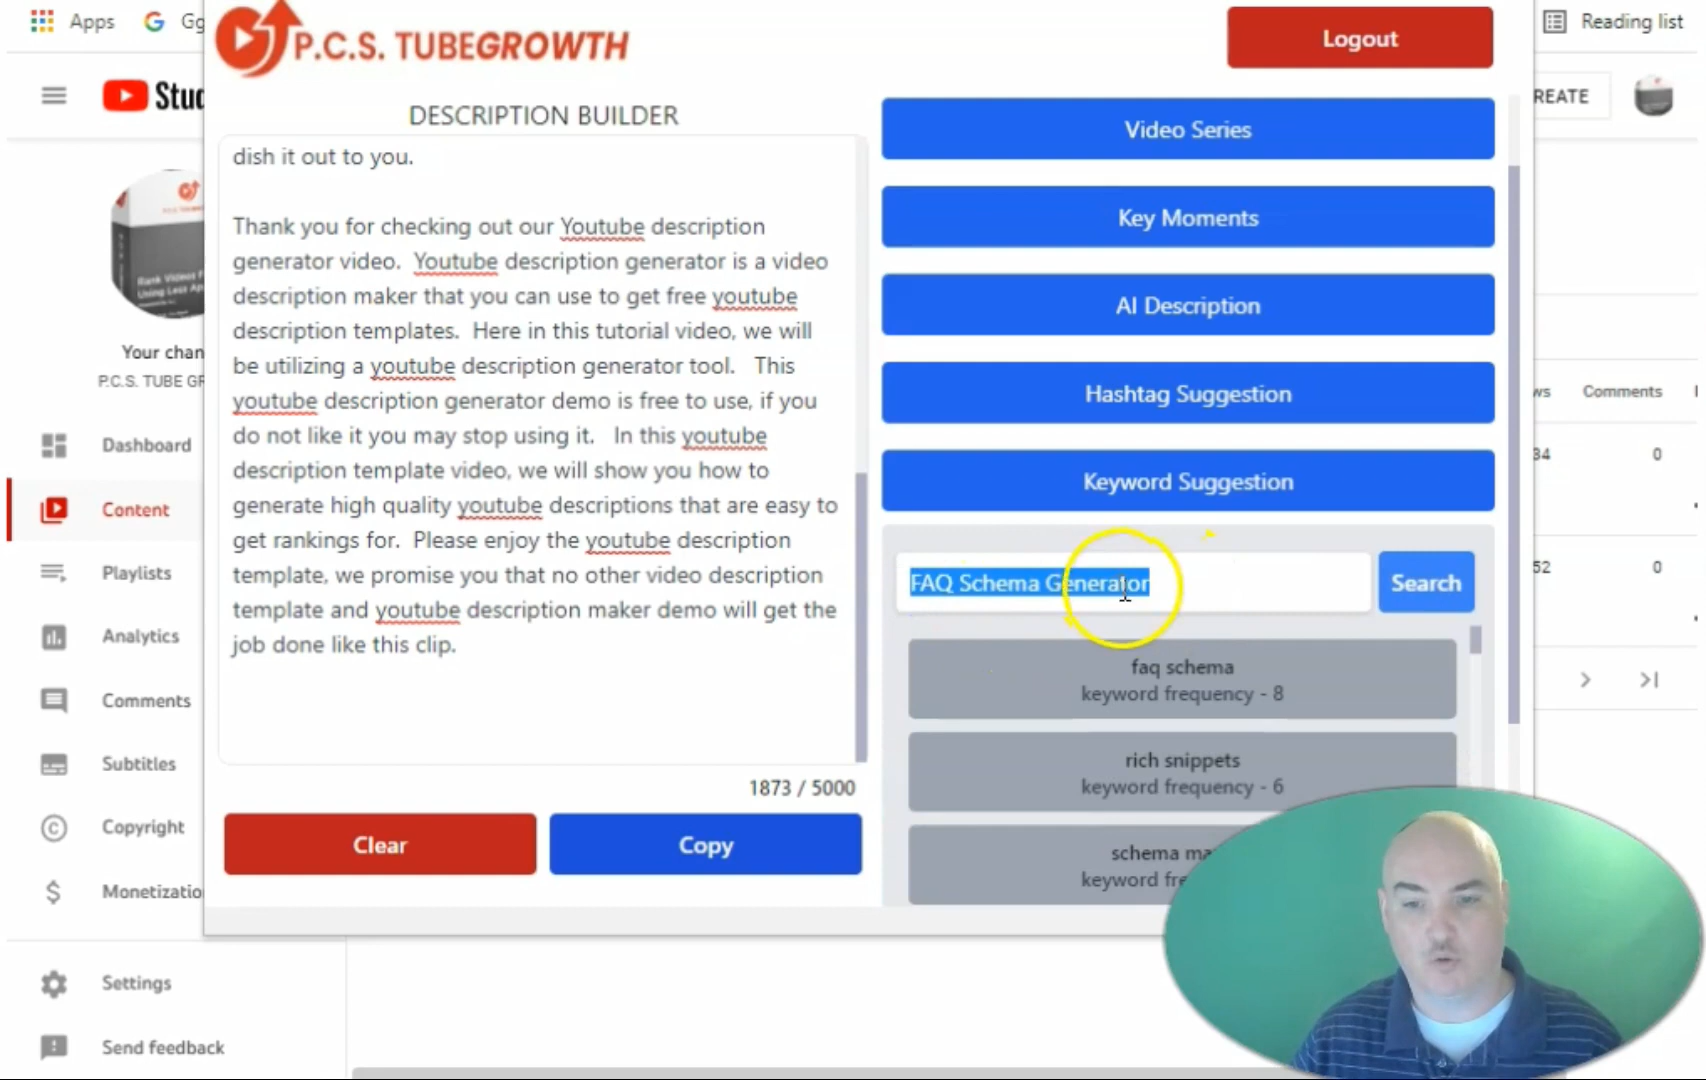 Apps
Reading list
P.C.S. TUBEGROWTH
Logout
DESCRIPTION BUILDER
dish it out to you.
Thank you for checking out our Youtube description
generator video.  Youtube description generator is a video
description maker that you can use to get free youtube
description templates.  Here in this tutorial video, we will
be utilizing a youtube description generator tool.   This
youtube description generator demo is free to use, if you
do not like it you may stop using it.   In this youtube
description template video, we will show you how to
generate high quality youtube descriptions that are easy to
get rankings for.  Please enjoy the youtube description
template, we promise you that no other video description
template and youtube description maker demo will get the
job done like this clip.
1873 / 5000
Clear
Copy
Video Series
Key Moments
AI Description
Hashtag Suggestion
Keyword Suggestion
FAQ Schema Generator
Search
faq schema
keyword frequency - 8
rich snippets
keyword frequency - 6
schema
keyword
Your
P.C.S. TUBE
Dashboard
Content
Playlists
Analytics
Comments
Subtitles
Copyright
Monetizatio
Settings
Send feedback
REATE
Comments
34
0
52
0